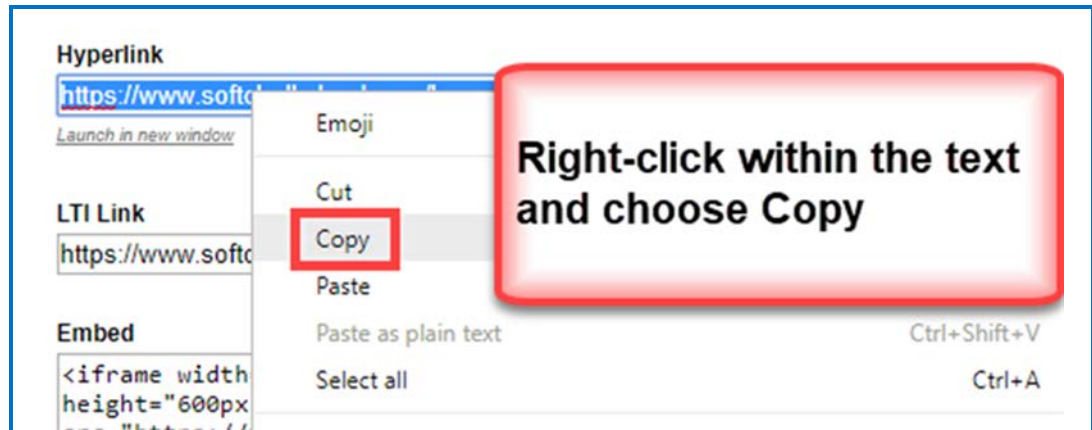 Hyperlink
https://www.softc
Launch in new window
Emoji
Right-click within the text
and choose Copy
LTI Link
https://www.softc
Cut
Copy
Paste
Paste as plain text Ctrl+Shift+V
Select all Ctrl+A
Embed
<iframe width
height="600px